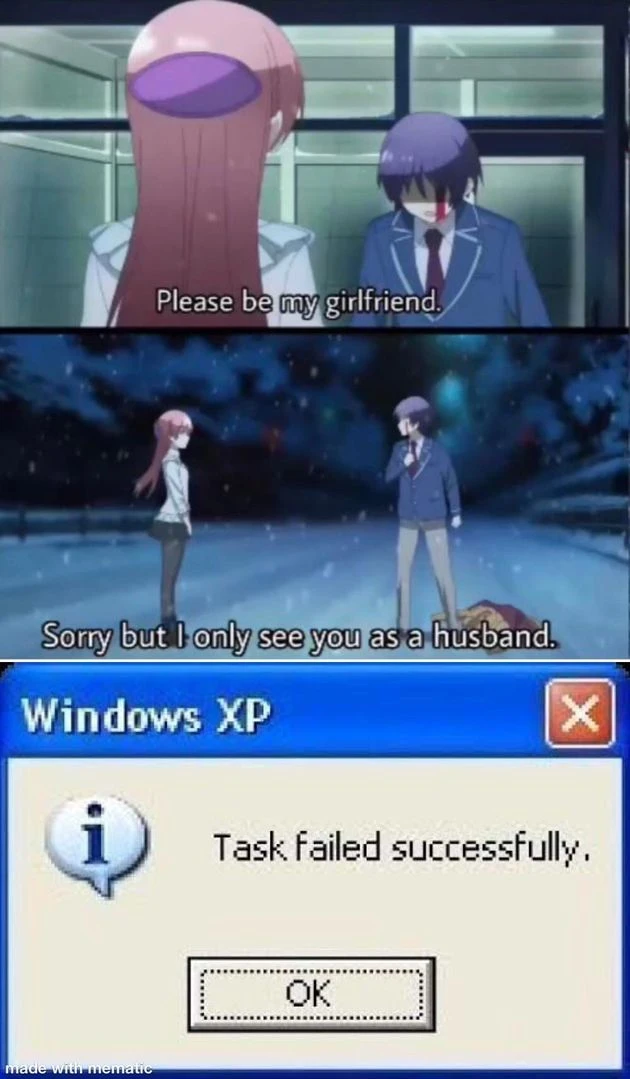 Please be my girlfriend.
Sorry but I only see you as a husband.
Windows XP
i
Task failed successfully.
OK
made with mematic